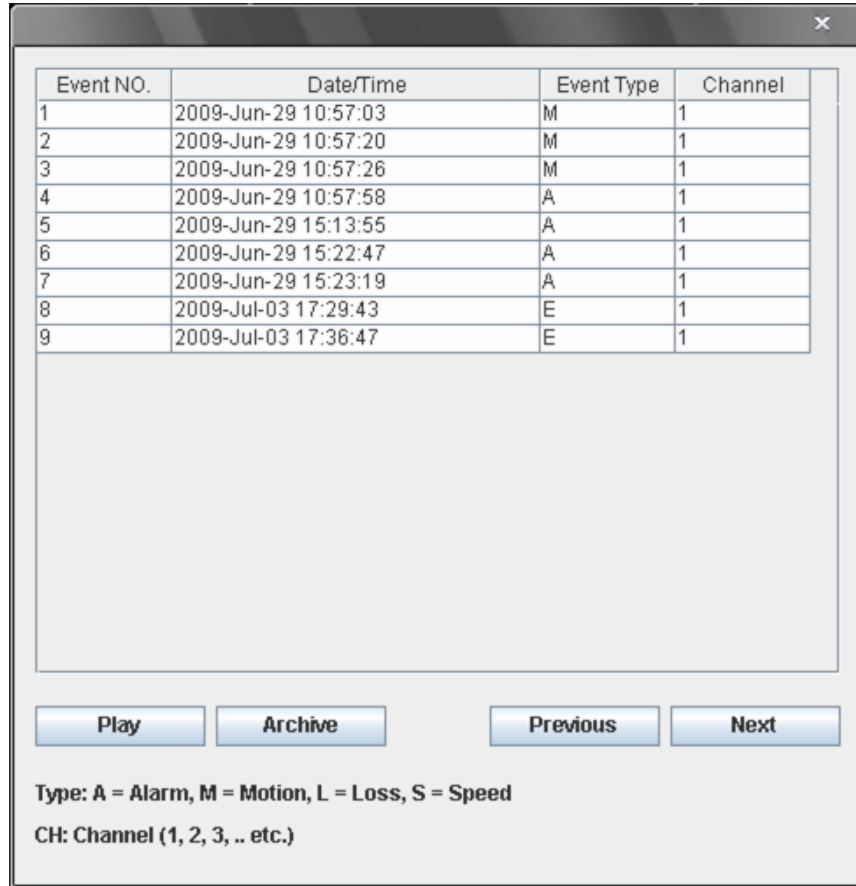 Event NO. Date/Time Event Type Channel
1 2009-Jun-29 10:57:03 M 1
2 2009-Jun-29 10:57:20 M 1
3 2009-Jun-29 10:57:26 M 1
4 2009-Jun-29 10:57:58 A 1
5 2009-Jun-29 15:13:55 A 1
6 2009-Jun-29 15:22:47 A 1
7 2009-Jun-29 15:23:19 A 1
8 2009-Jul-03 17:29:43 E 1
9 2009-Jul-03 17:36:47 E 1
Play Archive Previous Next
Type: A = Alarm, M = Motion, L = Loss, S = Speed
CH: Channel (1, 2, 3, .. etc.)